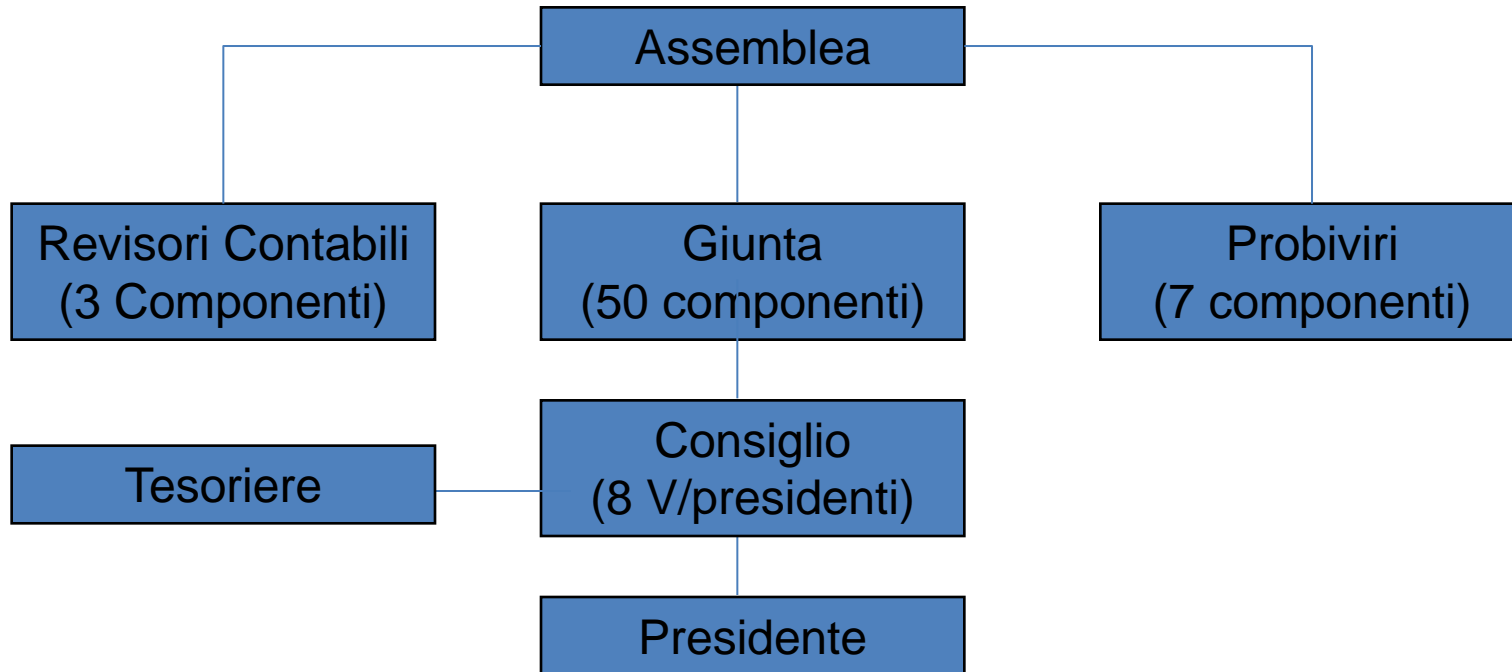 Assemblea
Revisori Contabili
(3 Componenti)
Giunta
(50 componenti)
Probiviri
(7 componenti)
Tesoriere
Consiglio
(8 V/presidenti)
Presidente